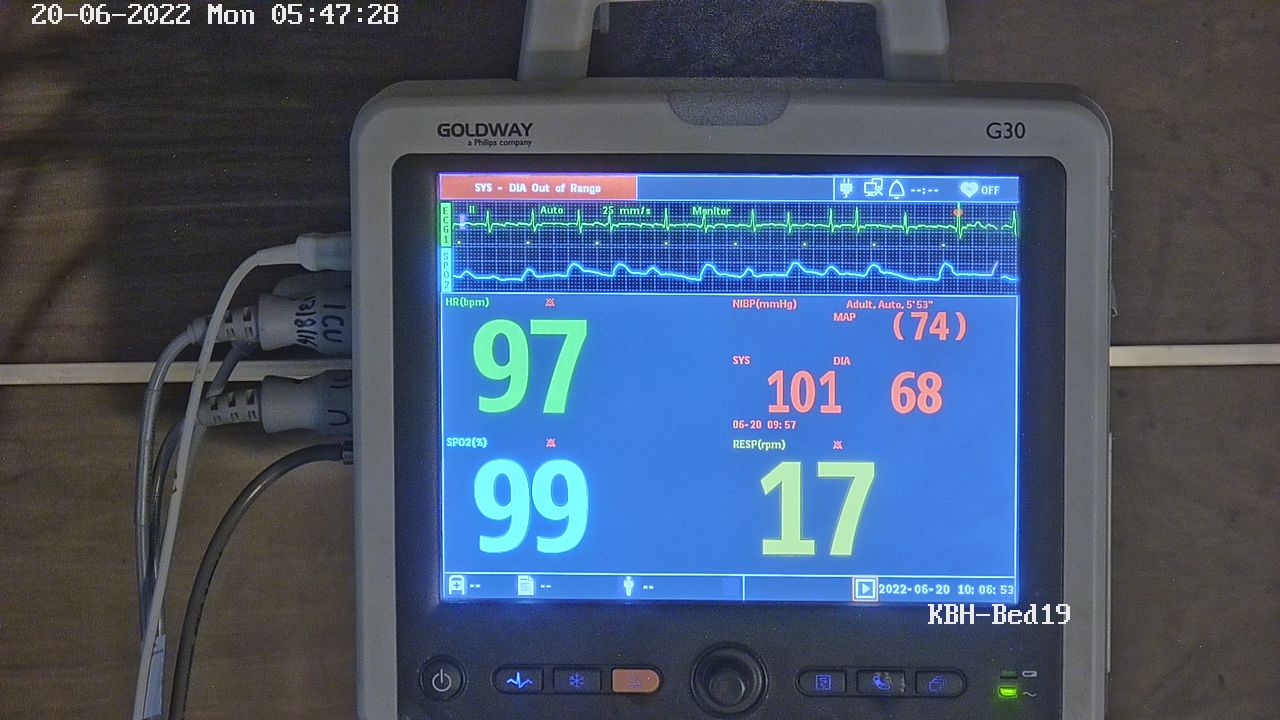 20-06-2022 Mon 05:47:28
GOLDWAY
a Philips company
G30
SYS - DIA Out of Range
--:-- OFF
ECG1
II Auto 25 mm/s Monitor
SPO2
HR(bpm)
97
NIBP(mmHg) Adult, Auto, 5'53"
MAP (74)
SYS DIA
101 68
06-20 09:57
SPO2(%)
99
RESP(rpm)
17
-- -- --
2022-06-20 10:06:53
KBH-Bed19
ICU